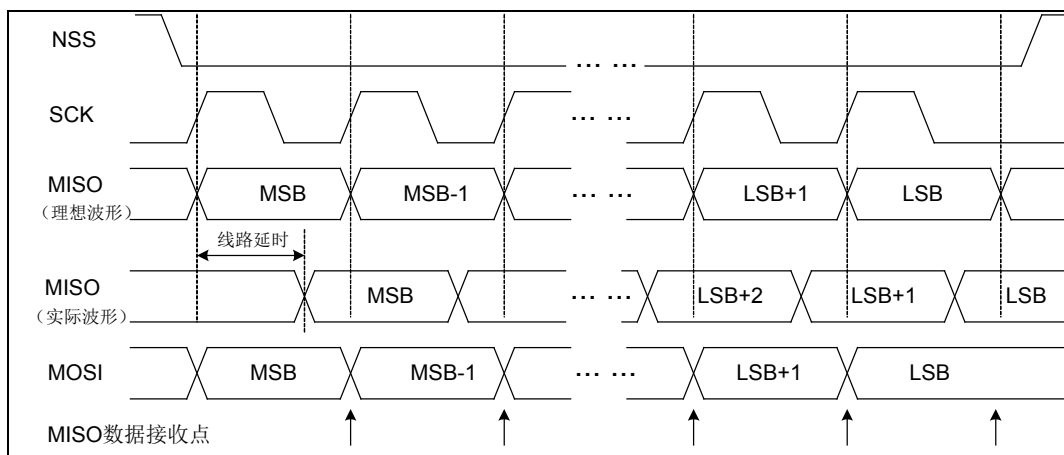 NSS
... ...
SCK
... ...
MISO
（理想波形）
MSB
MSB-1
... ...
LSB+1
LSB
线路延时
MISO
（实际波形）
MSB
... ...
LSB+2
LSB+1
LSB
MOSI
MSB
MSB-1
... ...
LSB+1
LSB
MISO数据接收点